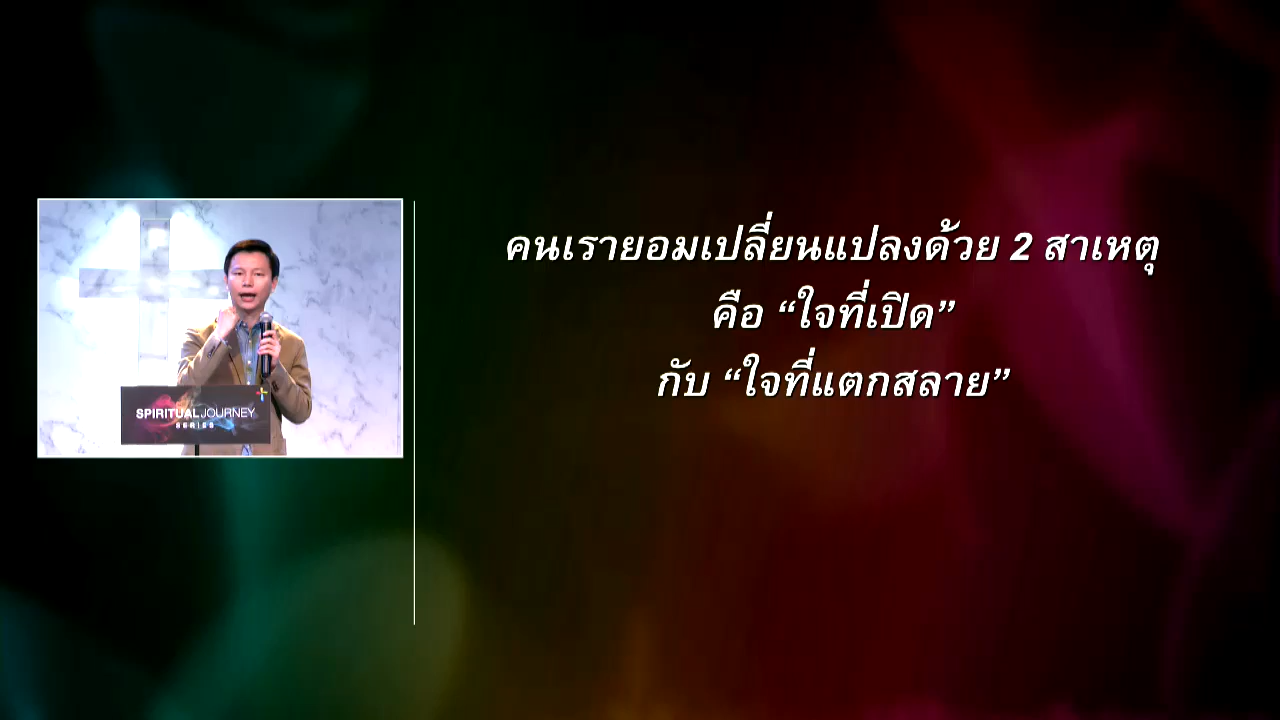 คนเรายอมเปลี่ยนแปลงด้วย 2 สาเหตุ
คือ “ใจที่เปิด”
กับ “ใจที่แตกสลาย”
SPIRITUAL JOURNEY
SERIES